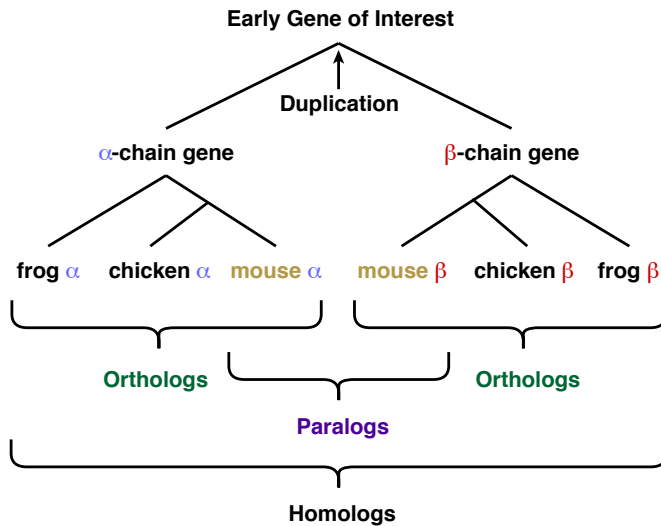 Early Gene of Interest
Duplication
α-chain gene β-chain gene
frog α chicken α mouse α mouse β chicken β frog β
Orthologs Orthologs
Paralogs
Homologs